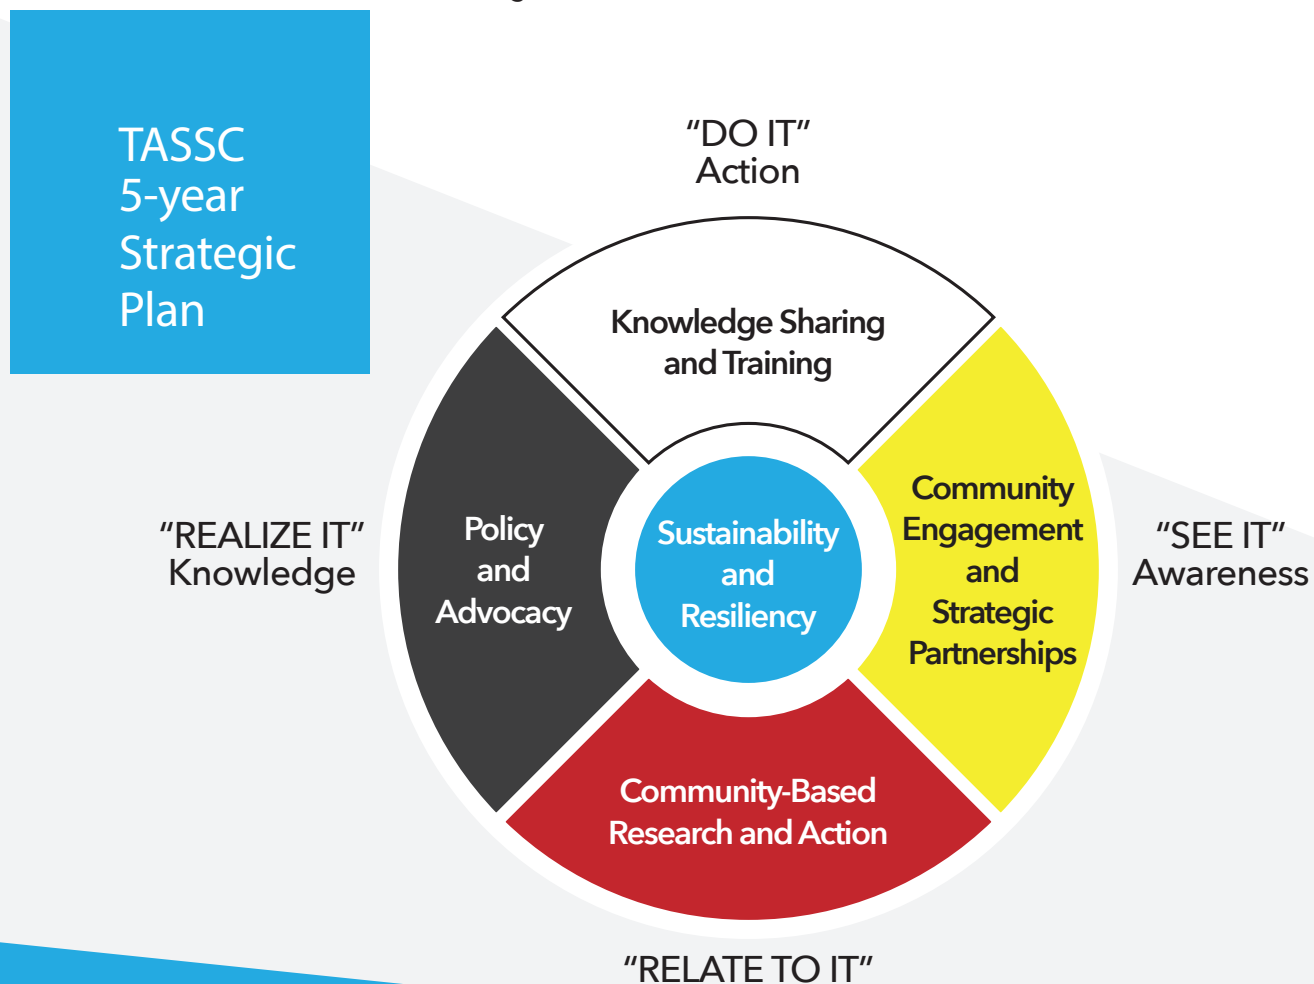 TASSC
5-year
Strategic
Plan
“DO IT”
Action
Knowledge Sharing
and Training
“REALIZE IT”
Knowledge
Policy
and
Advocacy
Sustainability
and
Resiliency
Community
Engagement
and
Strategic
Partnerships
“SEE IT”
Awareness
Community-Based
Research and Action
“RELATE TO IT”